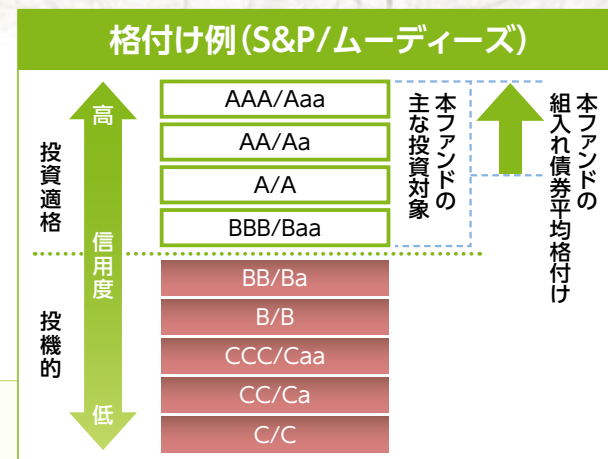 格付け例(S&P/ムーディーズ)
高
信用度
低
投資適格
投機的
AAA/Aaa
AA/Aa
A/A
BBB/Baa
BB/Ba
B/B
CCC/Caa
CC/Ca
C/C
本ファンドの
主な投資対象
本ファンドの
組入れ債券平均格付け